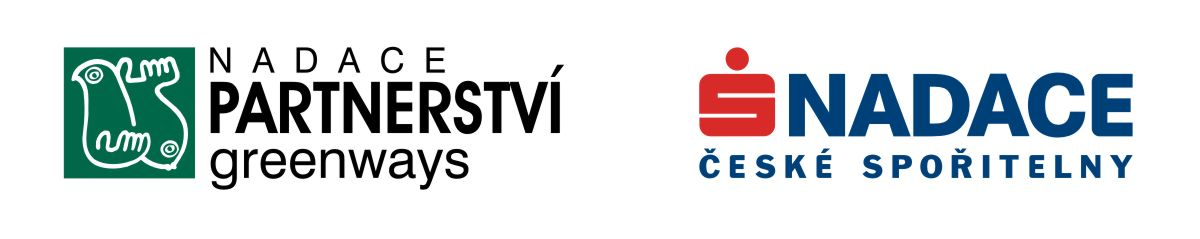 NADACE
PARTNERSTVÍ
greenways
NADACE
ČESKÉ SPOŘITELNY